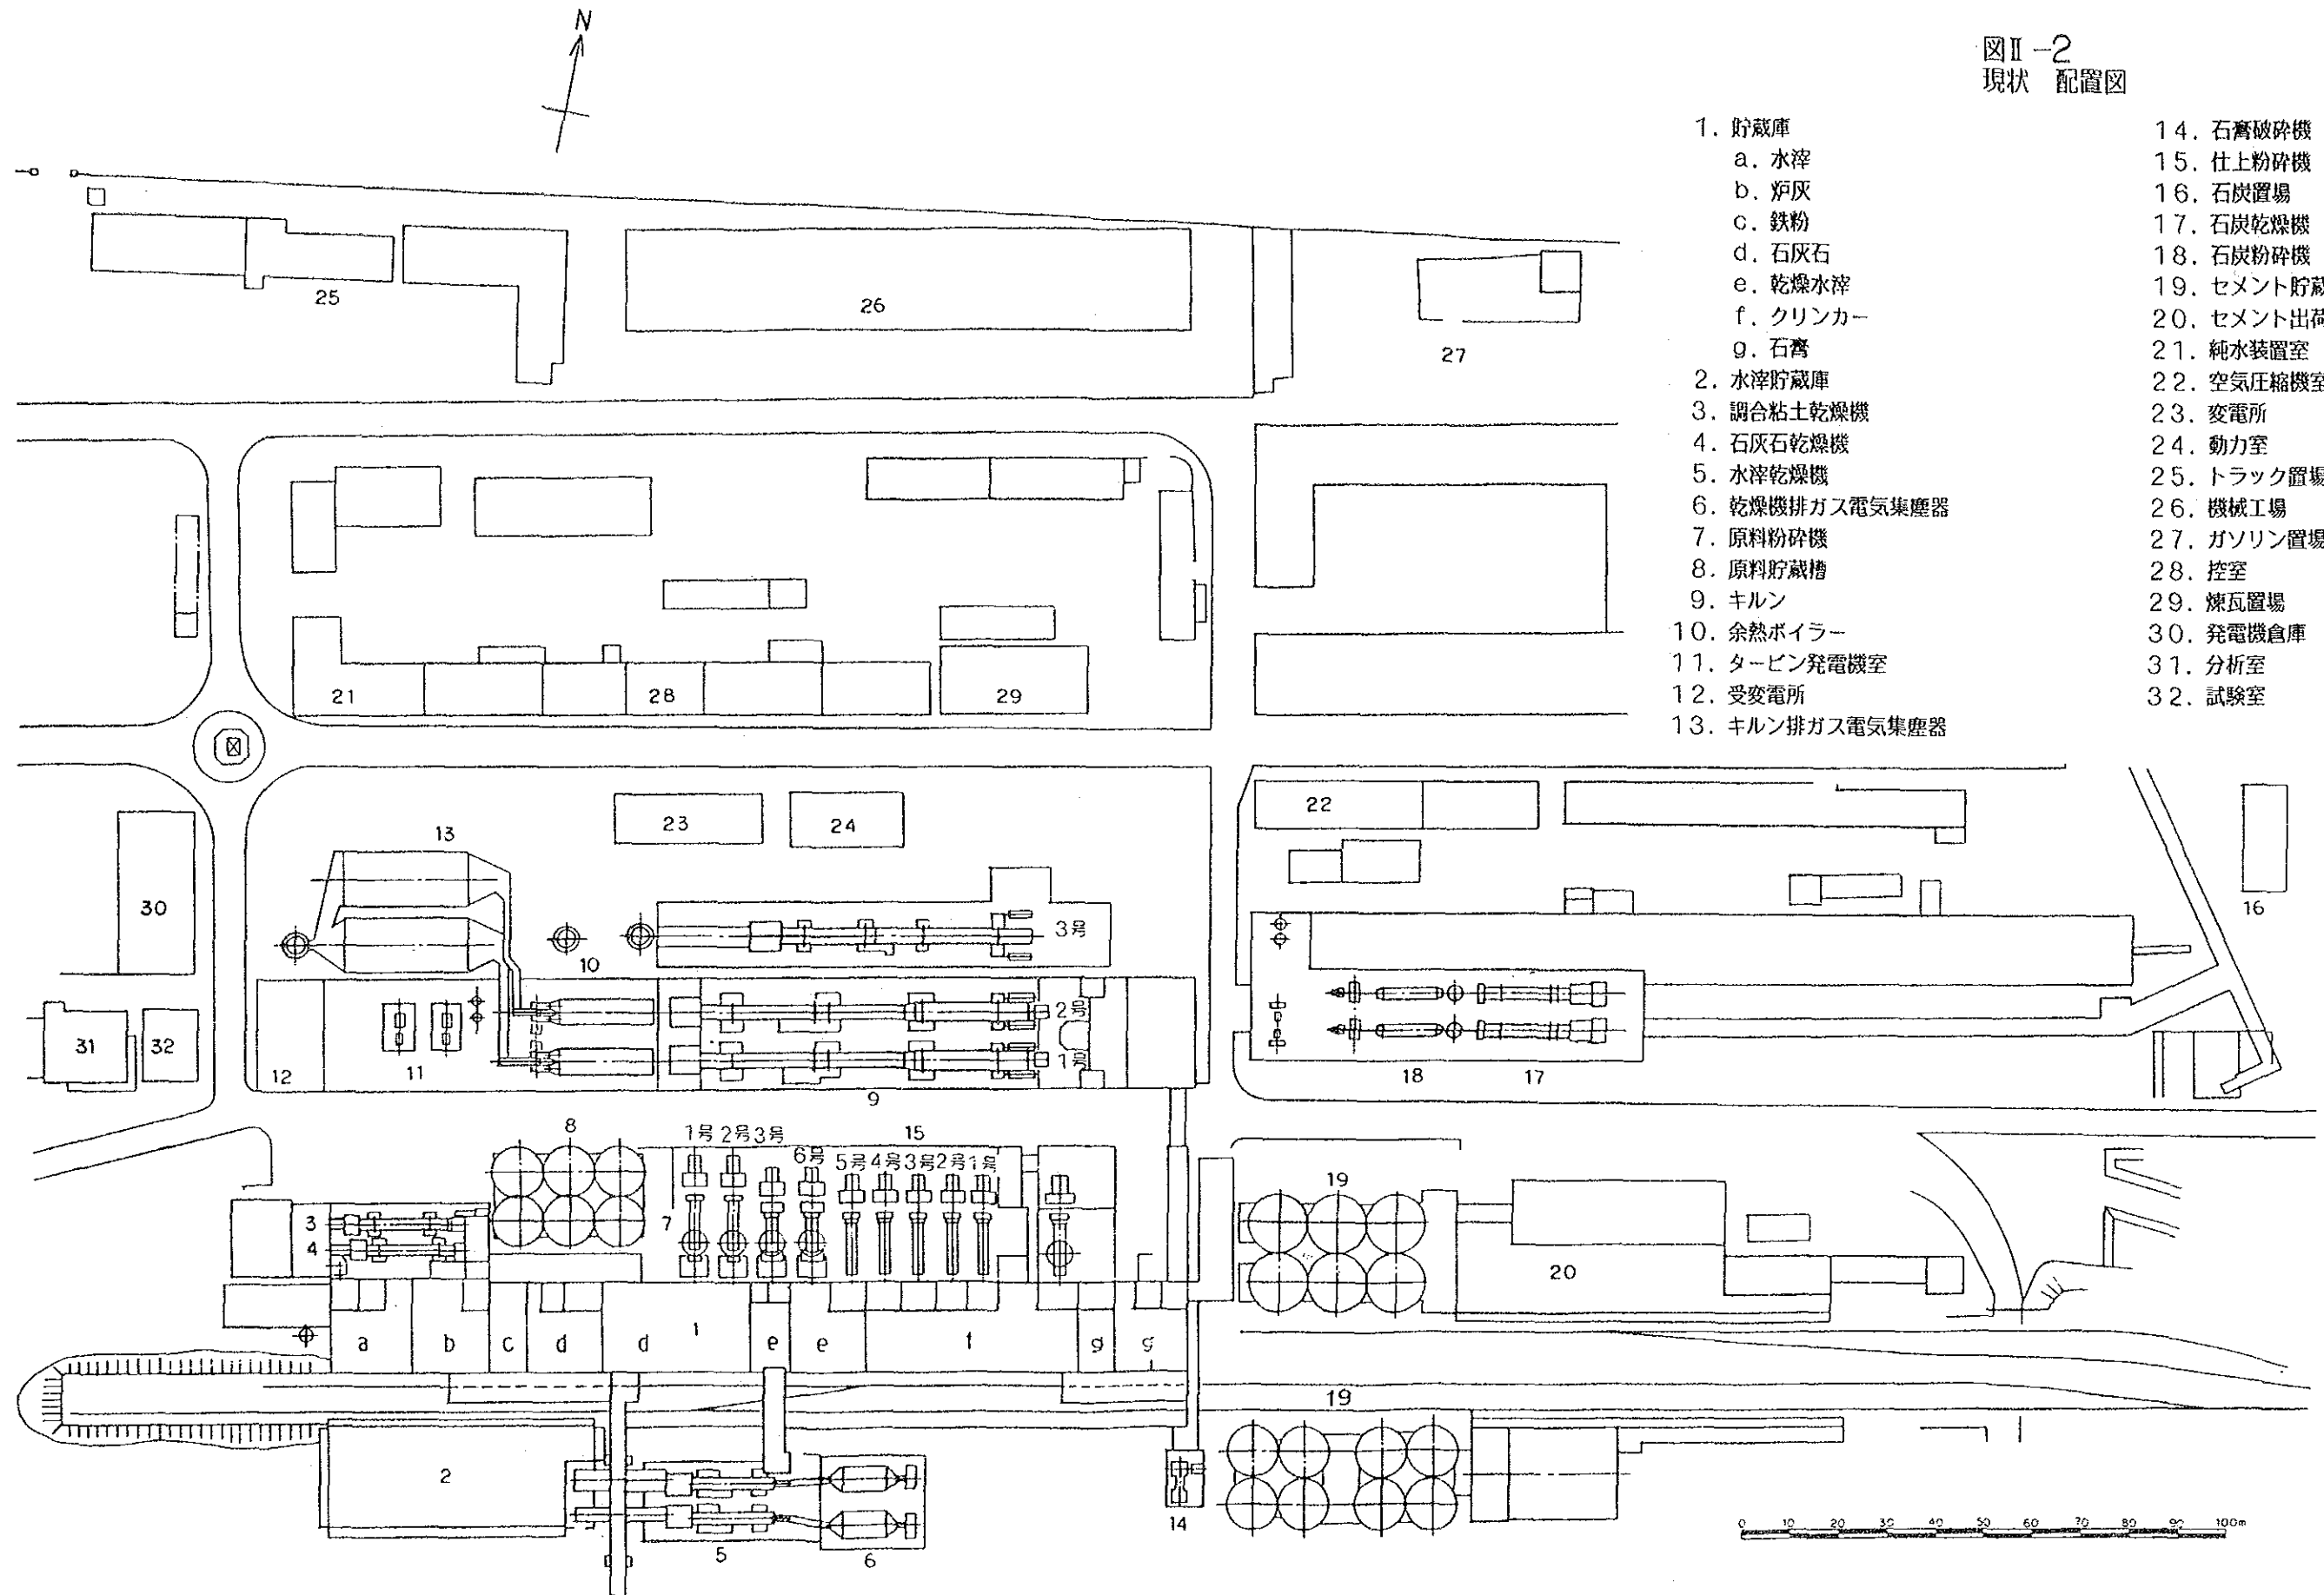 図Ⅱ-2
現状 配置図
1. 貯蔵庫
a. 水滓
b. 炉灰
c. 鉄粉
d. 石灰石
e. 乾燥水滓
f. クリンカー
g. 石膏
2. 水滓貯蔵庫
3. 調合粘土乾燥機
4. 石灰石乾燥機
5. 水滓乾燥機
6. 乾燥機排ガス電気集塵器
7. 原料粉砕機
8. 原料貯蔵槽
9. キルン
10. 余熱ボイラー
11. タービン発電機室
12. 受変電所
13. キルン排ガス電気集塵器
14. 石膏破砕機
15. 仕上粉砕機
16. 石炭置場
17. 石炭乾燥機
18. 石炭粉砕機
19. セメント貯蔵
20. セメント出荷
21. 純水装置室
22. 空気圧縮機室
23. 変電所
24. 動力室
25. トラック置場
26. 機械工場
27. ガソリン置場
28. 控室
29. 煉瓦置場
30. 発電機倉庫
31. 分析室
32. 試験室
N
25
26
27
21
28
29
23
24
22
13
30
16
10
3号
2号
1号
31
32
12
11
9
18
17
8
1号 2号 3号
6号
15
5号 4号 3号 2号 1号
7
3
4
19
20
a b c d d 1 e e f g g
19
2
5
6
14
0 10 20 30 40 50 60 70 80 90 100m